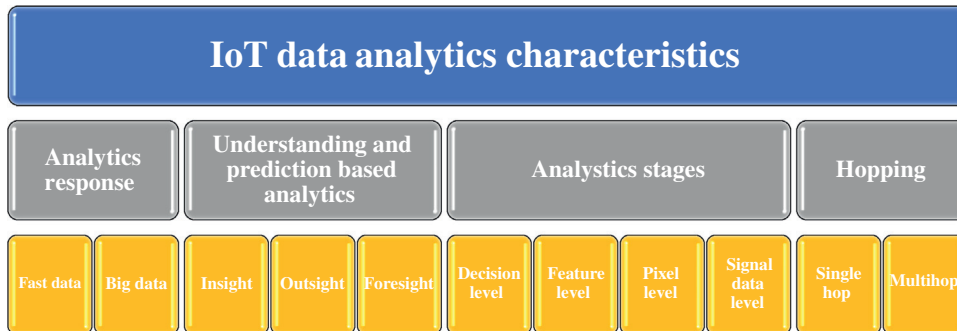 IoT data analytics characteristics
Analytics
response
Understanding and
prediction based
analytics
Analystics stages
Hopping
Fast data
Big data
Insight
Outsight
Foresight
Decision
level
Feature
level
Pixel
level
Signal
data
level
Single
hop
Multihop